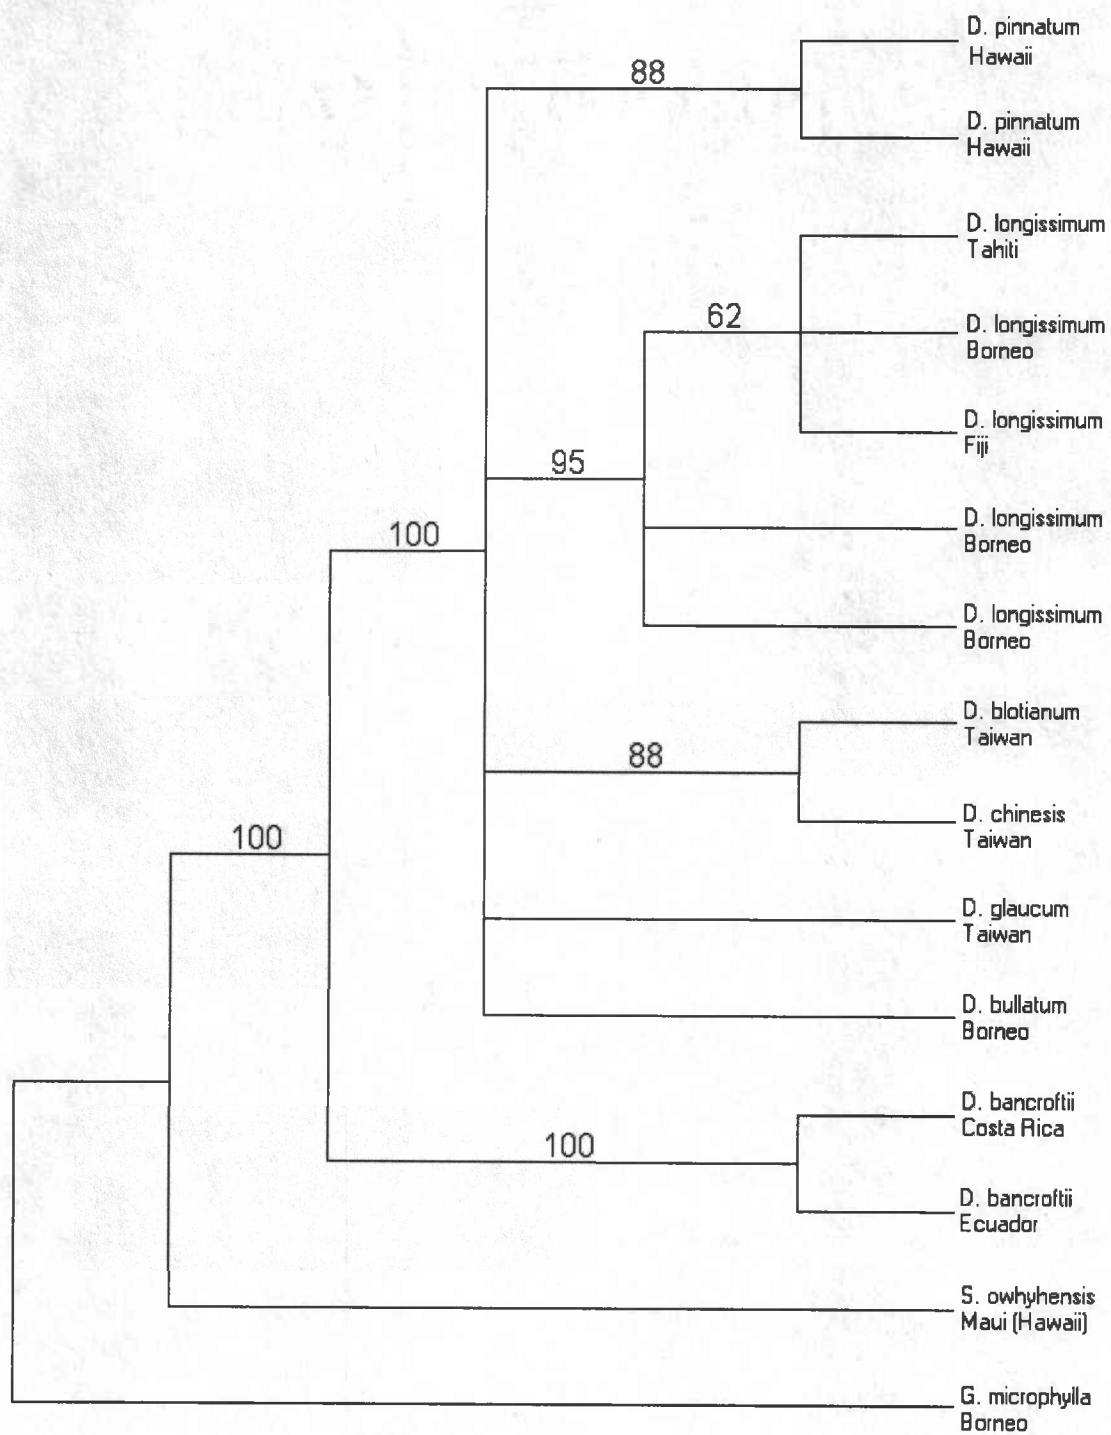 D. pinnatum
Hawaii
88
D. pinnatum
Hawaii
D. longissimum
Tahiti
62
D. longissimum
Borneo
D. longissimum
Fiji
95
D. longissimum
Borneo
100
D. longissimum
Borneo
D. blotianum
Taiwan
88
D. chinesis
Taiwan
100
D. glaucum
Taiwan
D. bullatum
Borneo
D. bancroftii
Costa Rica
100
D. bancroftii
Ecuador
S. owhyhensis
Maui (Hawaii)
G. microphylla
Borneo